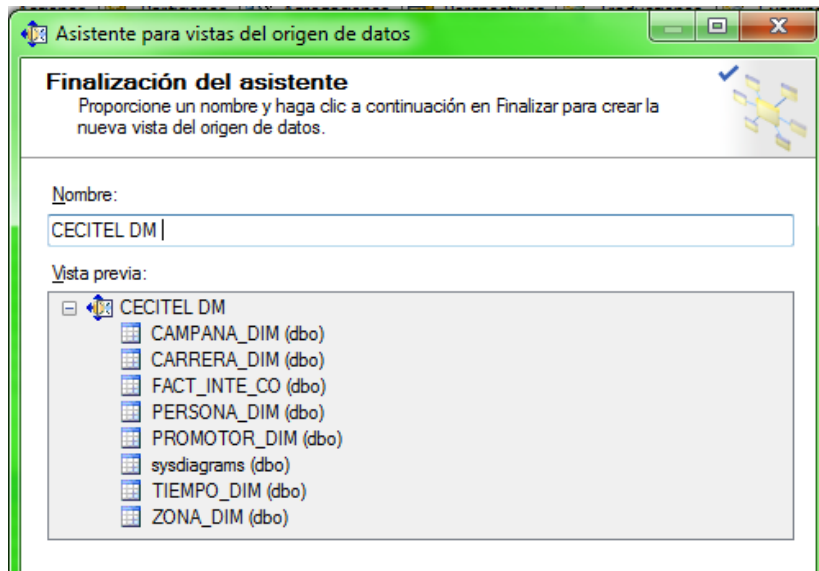 Asistente para vistas del origen de datos
Finalización del asistente
Proporcione un nombre y haga clic a continuación en Finalizar para crear la
nueva vista del origen de datos.
Nombre:
CECITEL DM
Vista previa:
CECITEL DM
CAMPANA_DIM (dbo)
CARRERA_DIM (dbo)
FACT_INTE_CO (dbo)
PERSONA_DIM (dbo)
PROMOTOR_DIM (dbo)
sysdiagrams (dbo)
TIEMPO_DIM (dbo)
ZONA_DIM (dbo)